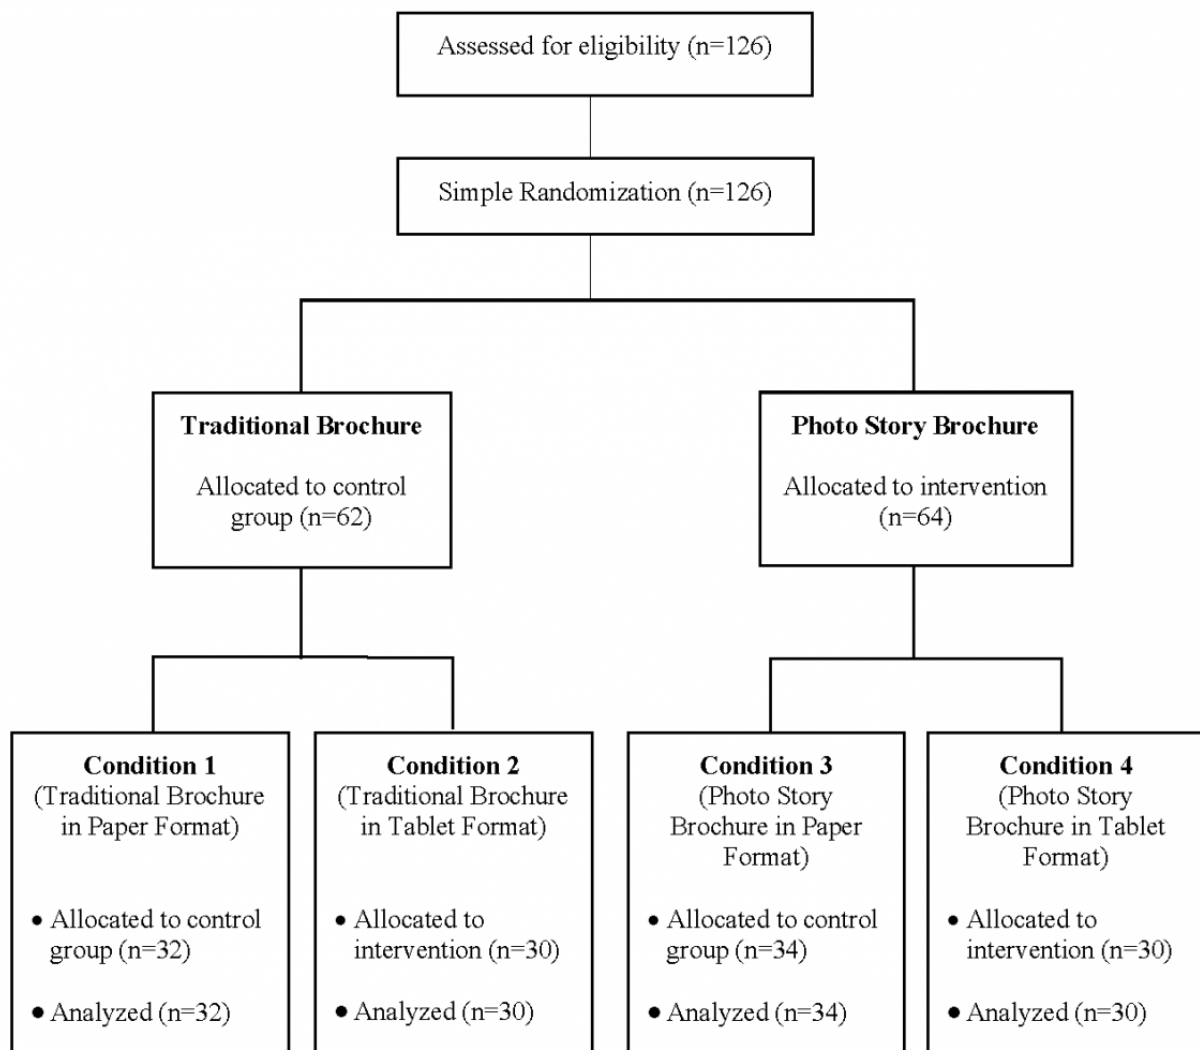 Assessed for eligibility (n=126)
Simple Randomization (n=126)
Traditional Brochure
Allocated to control
group (n=62)
Photo Story Brochure
Allocated to intervention
(n=64)
Condition 1
(Traditional Brochure
in Paper Format)
• Allocated to control
group (n=32)
• Analyzed (n=32)
Condition 2
(Traditional Brochure
in Tablet Format)
• Allocated to
intervention (n=30)
• Analyzed (n=30)
Condition 3
(Photo Story
Brochure in Paper
Format)
• Allocated to control
group (n=34)
• Analyzed (n=34)
Condition 4
(Photo Story
Brochure in Tablet
Format)
• Allocated to
intervention (n=30)
• Analyzed (n=30)